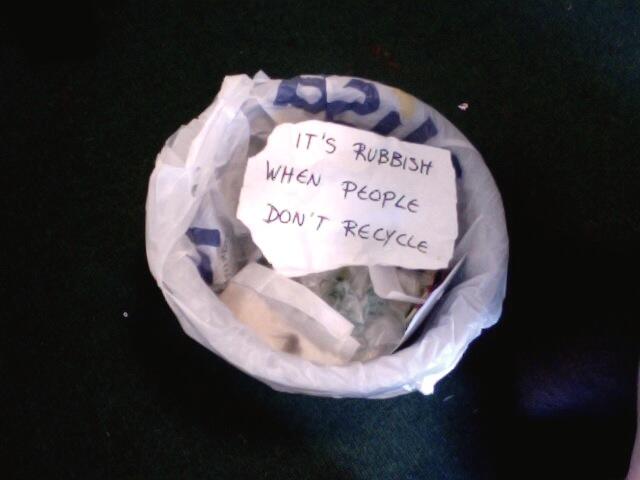 IT'S RUBBISH
WHEN PEOPLE
DON'T RECYCLE